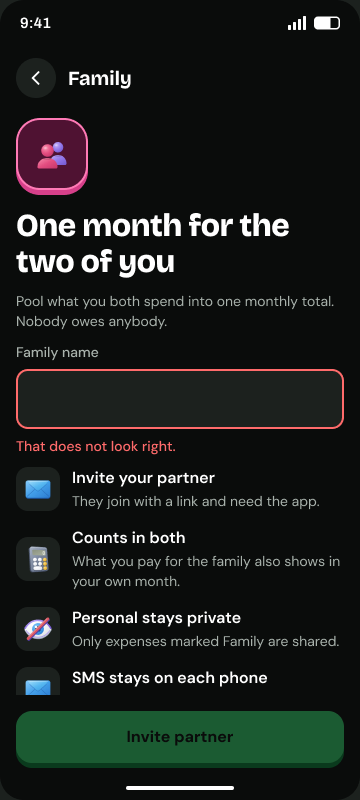 9:41
Family
One month for the
two of you
Pool what you both spend into one monthly total.
Nobody owes anybody.
Family name
That does not look right.
Invite your partner
They join with a link and need the app.
Counts in both
What you pay for the family also shows in
your own month.
Personal stays private
Only expenses marked Family are shared.
SMS stays on each phone
Invite partner